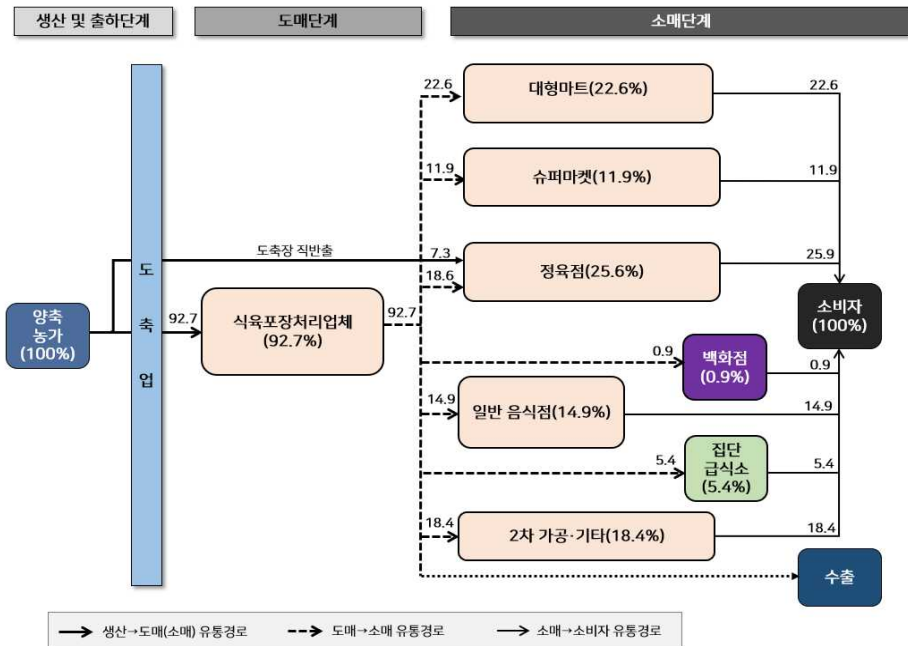 생산 및 출하단계
도매단계
소매단계
22.6
대형마트(22.6%)
22.6
11.9
슈퍼마켓(11.9%)
11.9
도축장 직반출
7.3
18.6
정육점(25.6%)
25.9
도
축
업
양축
농가
(100%)
92.7
식육포장처리업체
(92.7%)
92.7
소비자
(100%)
0.9
백화점
(0.9%)
0.9
14.9
일반 음식점(14.9%)
14.9
5.4
집단
급식소
(5.4%)
5.4
18.4
2차 가공·기타(18.4%)
18.4
수출
생산→도매(소매) 유통경로
도매→소매 유통경로
소매→소비자 유통경로